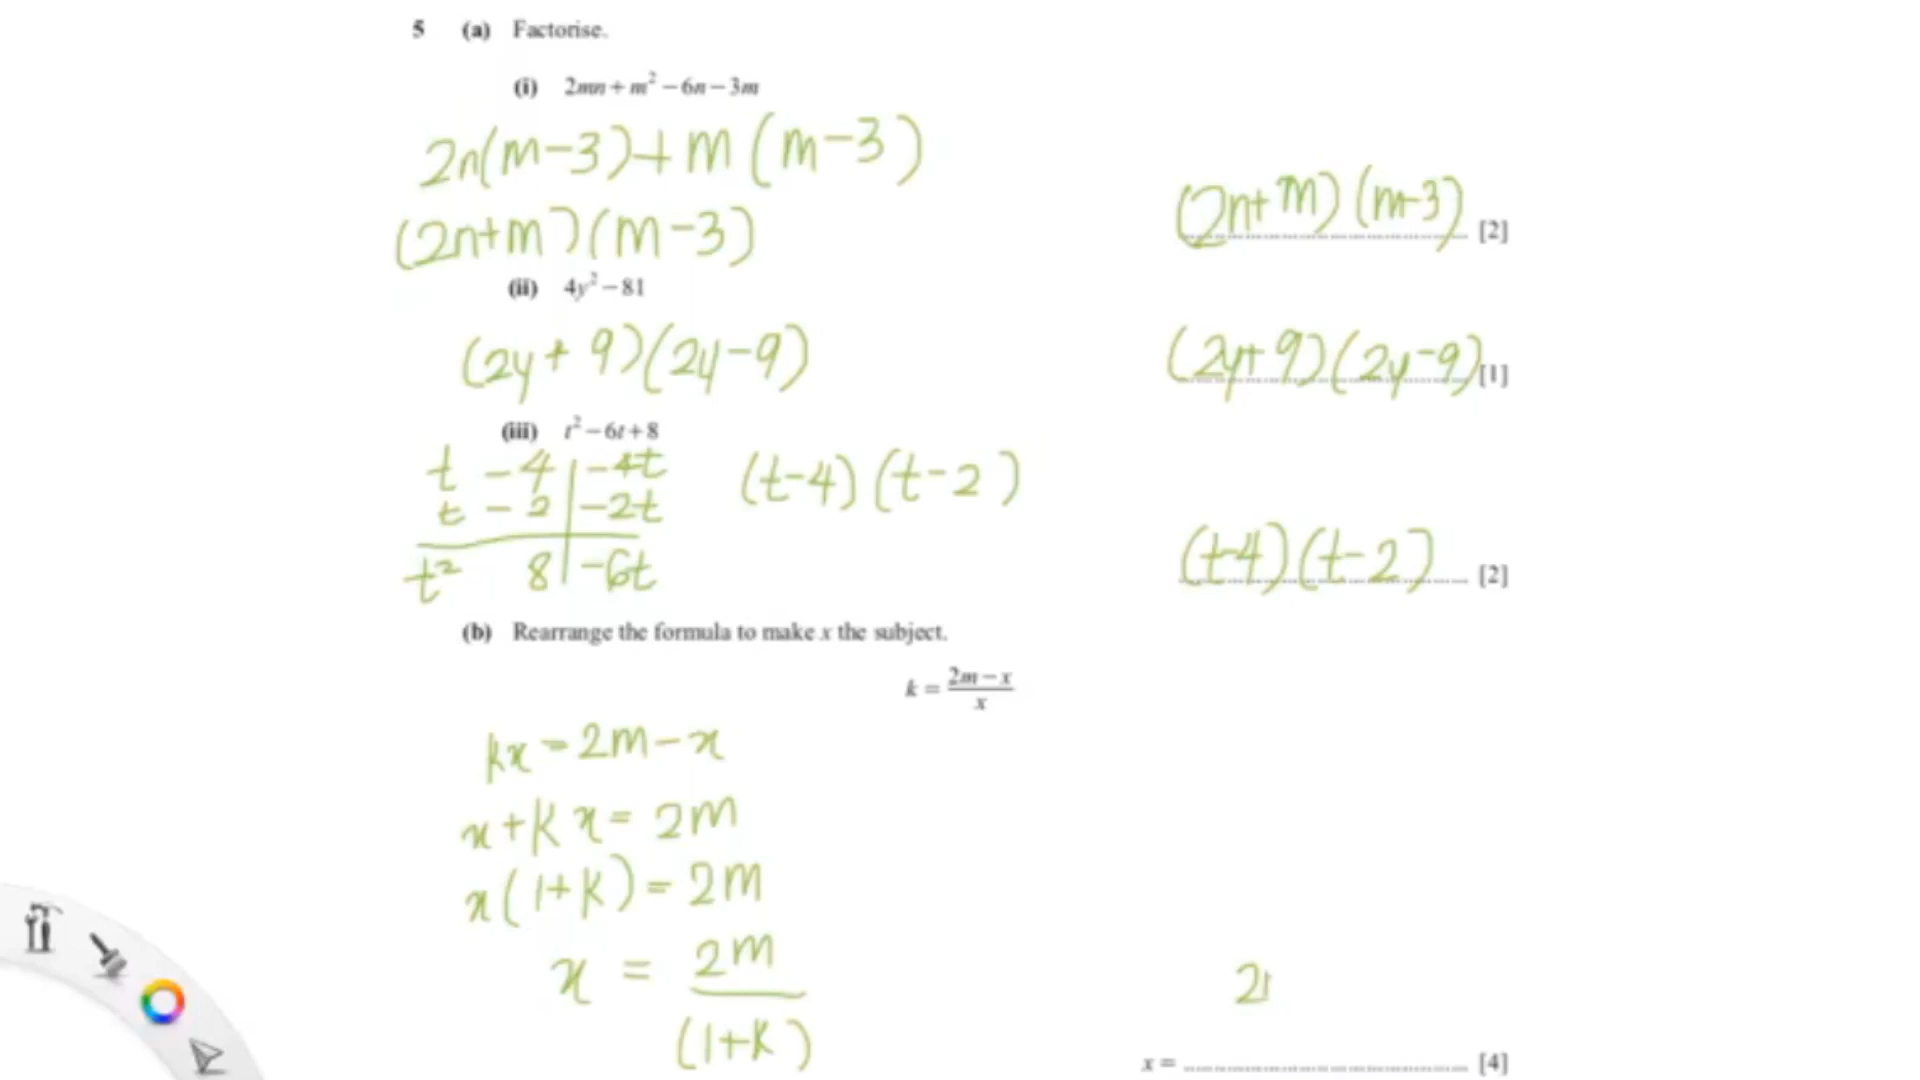 5 (a) Factorise.
(i) 2mn + m² − 6n − 3m
2n(m−3)+m(m−3)
(2n+m)(m−3)
(2n+m)(m-3) [2]
(ii) 4y² − 81
(2y+9)(2y−9)
(2y+9)(2y-9) [1]
(iii) t² − 6t + 8
t −4 | −4t
t −2 | −2t
t² 8 | −6t
(t−4)(t−2)
(t-4)(t-2) [2]
(b) Rearrange the formula to make x the subject.
k = (2m − x)/x
kx = 2m − x
x + kx = 2m
x(1+k) = 2m
x = 2m/(1+k)
2
x = [4]